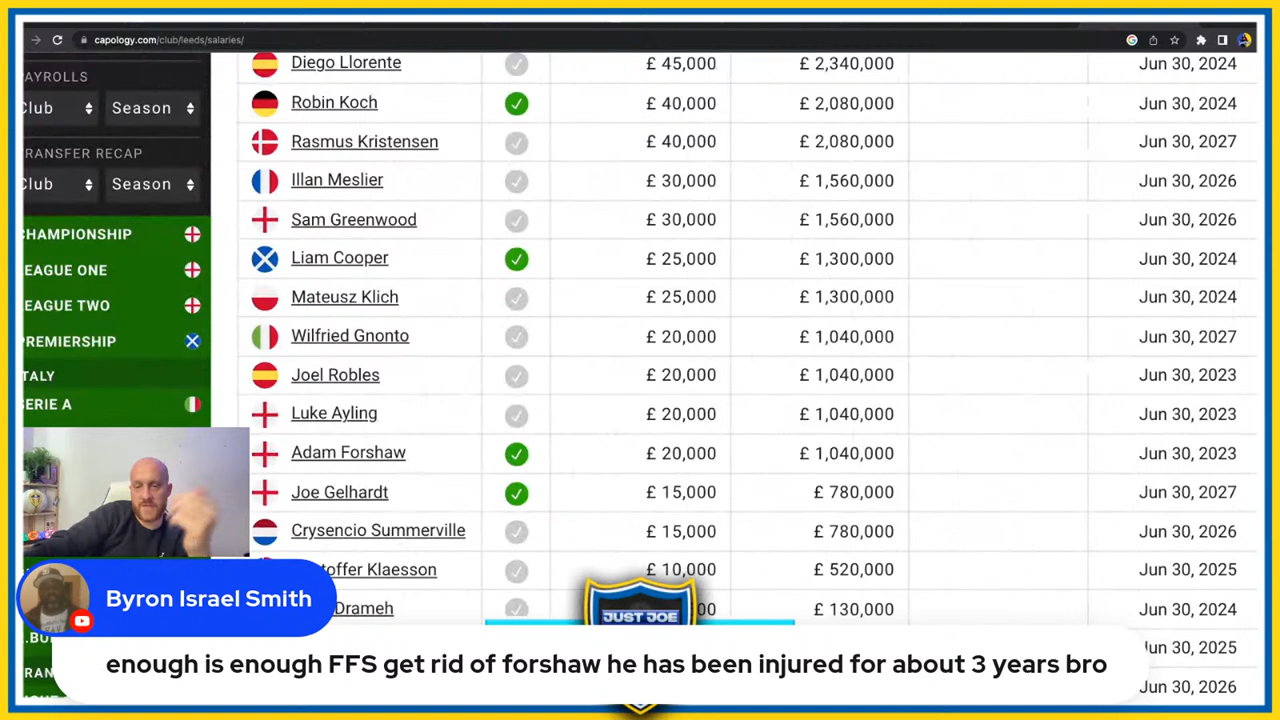 capology.com/club/leeds/salaries/
AYROLLS
Club Season
RANSFER RECAP
Club Season
CHAMPIONSHIP
EAGUE ONE
EAGUE TWO
PREMIERSHIP
TALY
SERIE A
Diego Llorente £ 45,000 £ 2,340,000 Jun 30, 2024
Robin Koch £ 40,000 £ 2,080,000 Jun 30, 2024
Rasmus Kristensen £ 40,000 £ 2,080,000 Jun 30, 2027
Illan Meslier £ 30,000 £ 1,560,000 Jun 30, 2026
Sam Greenwood £ 30,000 £ 1,560,000 Jun 30, 2026
Liam Cooper £ 25,000 £ 1,300,000 Jun 30, 2024
Mateusz Klich £ 25,000 £ 1,300,000 Jun 30, 2024
Wilfried Gnonto £ 20,000 £ 1,040,000 Jun 30, 2027
Joel Robles £ 20,000 £ 1,040,000 Jun 30, 2023
Luke Ayling £ 20,000 £ 1,040,000 Jun 30, 2023
Adam Forshaw £ 20,000 £ 1,040,000 Jun 30, 2023
Joe Gelhardt £ 15,000 £ 780,000 Jun 30, 2027
Crysencio Summerville £ 15,000 £ 780,000 Jun 30, 2026
toffer Klaesson £ 10,000 £ 520,000 Jun 30, 2025
Drameh £ 130,000 Jun 30, 2024
Jun 30, 2025
Jun 30, 2026
JUST JOE
Byron Israel Smith
enough is enough FFS get rid of forshaw he has been injured for about 3 years bro